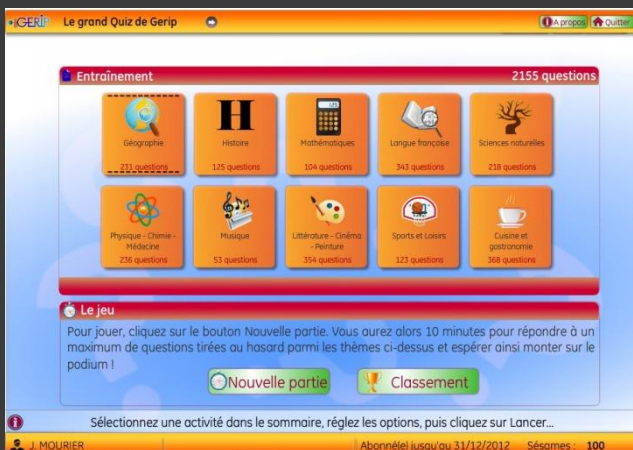 GERIP Le grand Quiz de Gerip A propos Quitter
Entraînement 2155 questions
Géographie
231 questions
H
Histoire
125 questions
Mathématiques
104 questions
Langue française
343 questions
Sciences naturelles
218 questions
Physique - Chimie -
Médecine
236 questions
Musique
53 questions
Littérature - Cinéma
- Peinture
354 questions
Sports et Loisirs
123 questions
Cuisine et
gastronomie
368 questions
Le jeu
Pour jouer, cliquez sur le bouton Nouvelle partie. Vous aurez alors 10 minutes pour répondre à un
maximum de questions tirées au hasard parmi les thèmes ci-dessus et espérer ainsi monter sur le
podium !
Nouvelle partie Classement
Sélectionnez une activité dans le sommaire, réglez les options, puis cliquez sur Lancer...
J. MOURIER Abonné(e) jusqu'au 31/12/2012 Sésames : 100